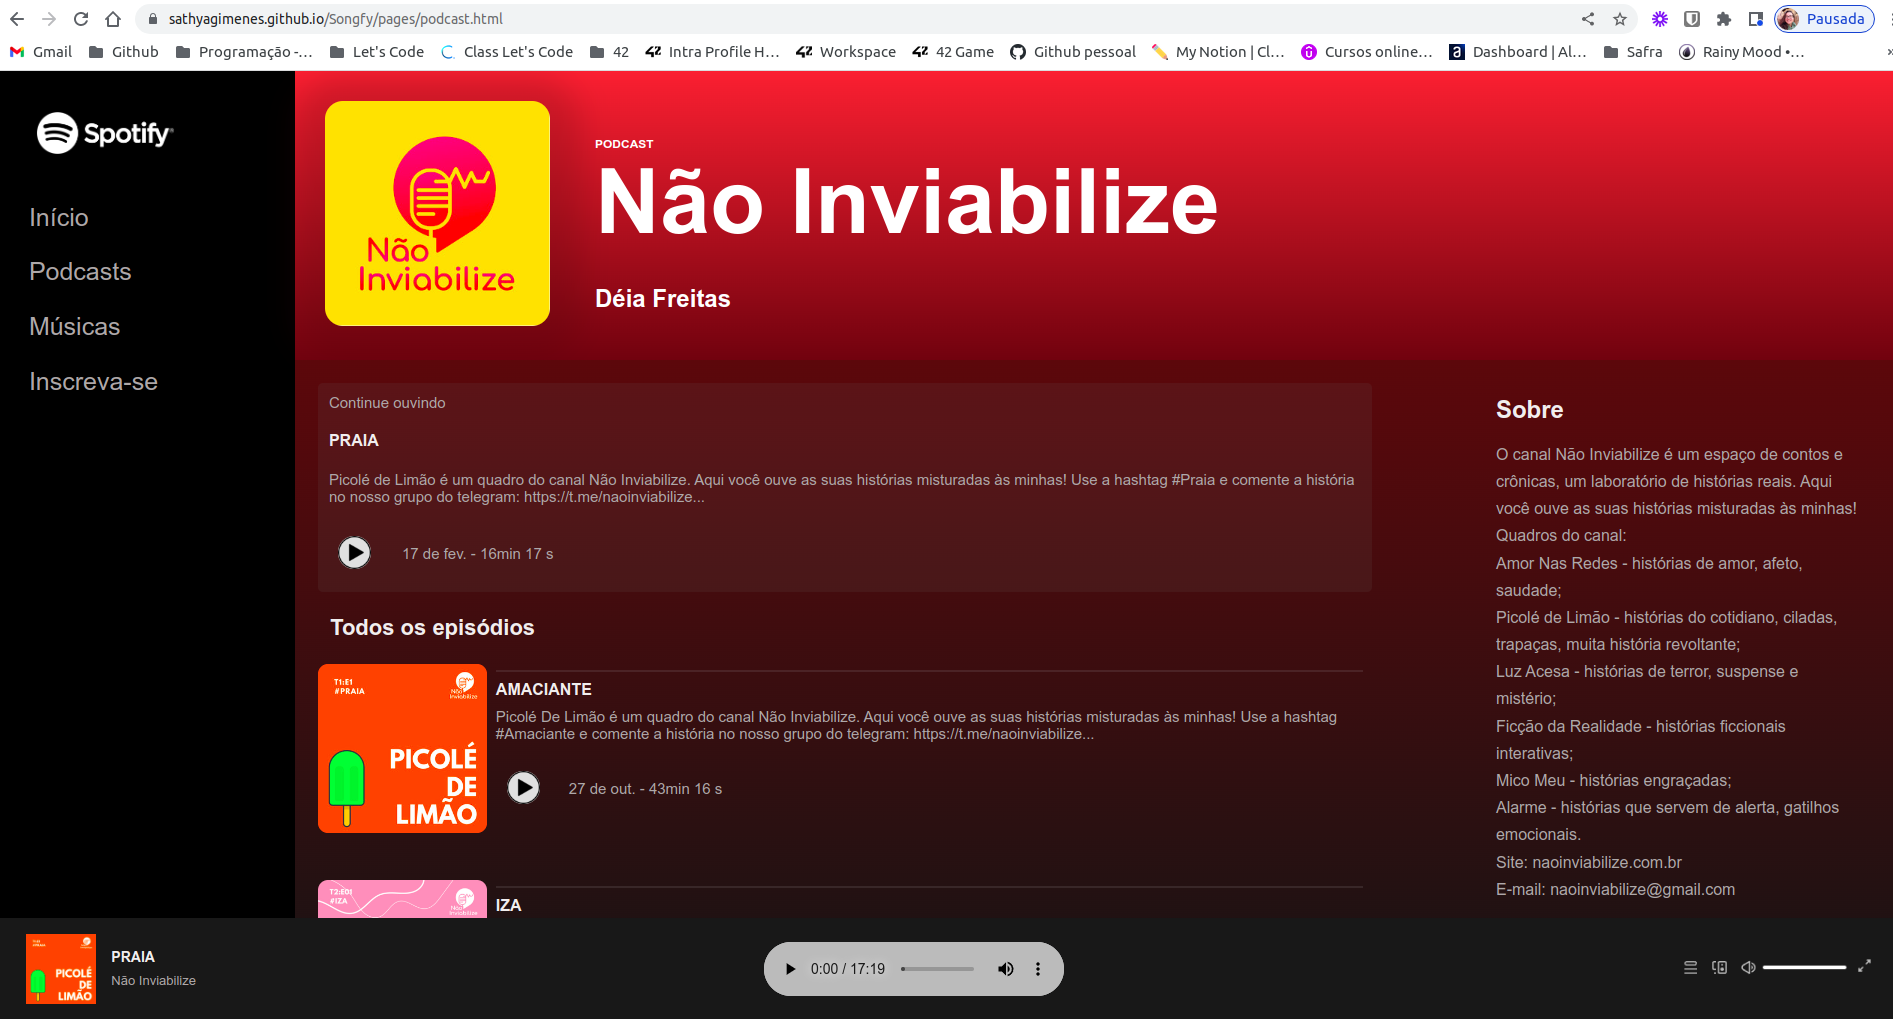 sathyagimenes.github.io/Songfy/pages/podcast.html
Pausada
Gmail
Github
Programação -...
Let's Code
Class Let's Code
42
Intra Profile H...
Workspace
42 Game
Github pessoal
My Notion | Cl...
Cursos online...
Dashboard | Al...
Safra
Rainy Mood •...
Spotify
Início
Podcasts
Músicas
Inscreva-se
Não
Inviabilize
PODCAST
Não Inviabilize
Déia Freitas
Continue ouvindo
PRAIA
Picolé de Limão é um quadro do canal Não Inviabilize. Aqui você ouve as suas histórias misturadas às minhas! Use a hashtag #Praia e comente a história
no nosso grupo do telegram: https://t.me/naoinviabilize...
17 de fev. - 16min 17 s
Todos os episódios
T1:E1
#PRAIA
Não
Inviabilize
PICOLÉ
DE
LIMÃO
AMACIANTE
Picolé De Limão é um quadro do canal Não Inviabilize. Aqui você ouve as suas histórias misturadas às minhas! Use a hashtag
#Amaciante e comente a história no nosso grupo do telegram: https://t.me/naoinviabilize...
27 de out. - 43min 16 s
T2:E01
#IZA
Não
Inviabilize
IZA
Sobre
O canal Não Inviabilize é um espaço de contos e
crônicas, um laboratório de histórias reais. Aqui
você ouve as suas histórias misturadas às minhas!
Quadros do canal:
Amor Nas Redes - histórias de amor, afeto,
saudade;
Picolé de Limão - histórias do cotidiano, ciladas,
trapaças, muita história revoltante;
Luz Acesa - histórias de terror, suspense e
mistério;
Ficção da Realidade - histórias ficcionais
interativas;
Mico Meu - histórias engraçadas;
Alarme - histórias que servem de alerta, gatilhos
emocionais.
Site: naoinviabilize.com.br
E-mail: naoinviabilize@gmail.com
PICOLÉ
DE
LIMÃO
PRAIA
Não Inviabilize
0:00 / 17:19